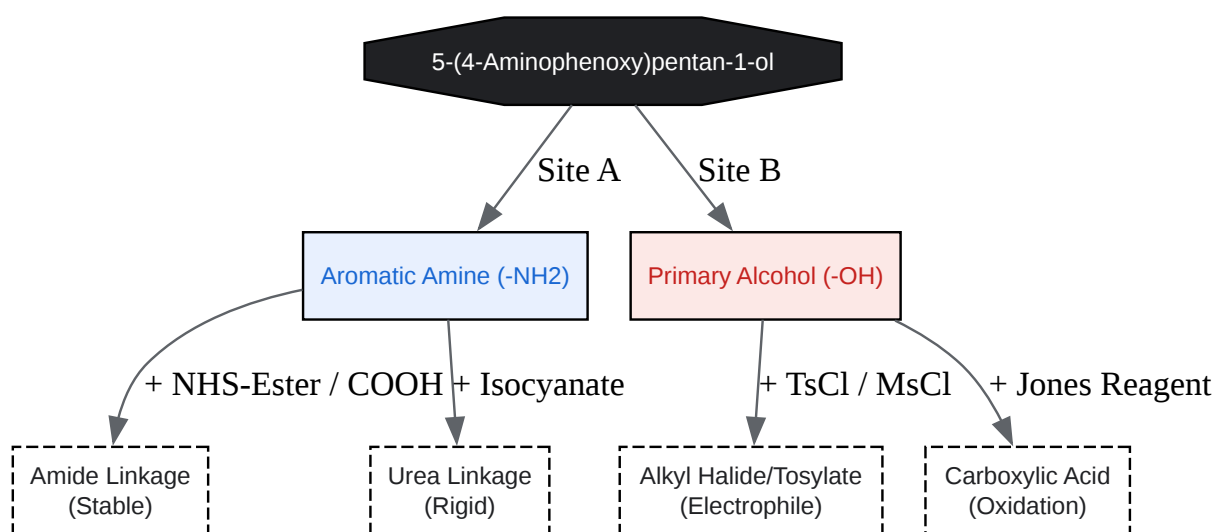 5-(4-Aminophenoxy)pentan-1-ol
Site A
Site B
Aromatic Amine (-NH2)
Primary Alcohol (-OH)
+ NHS-Ester / COOH
+ Isocyanate
+ TsCl / MsCl
+ Jones Reagent
Amide Linkage
(Stable)
Urea Linkage
(Rigid)
Alkyl Halide/Tosylate
(Electrophile)
Carboxylic Acid
(Oxidation)